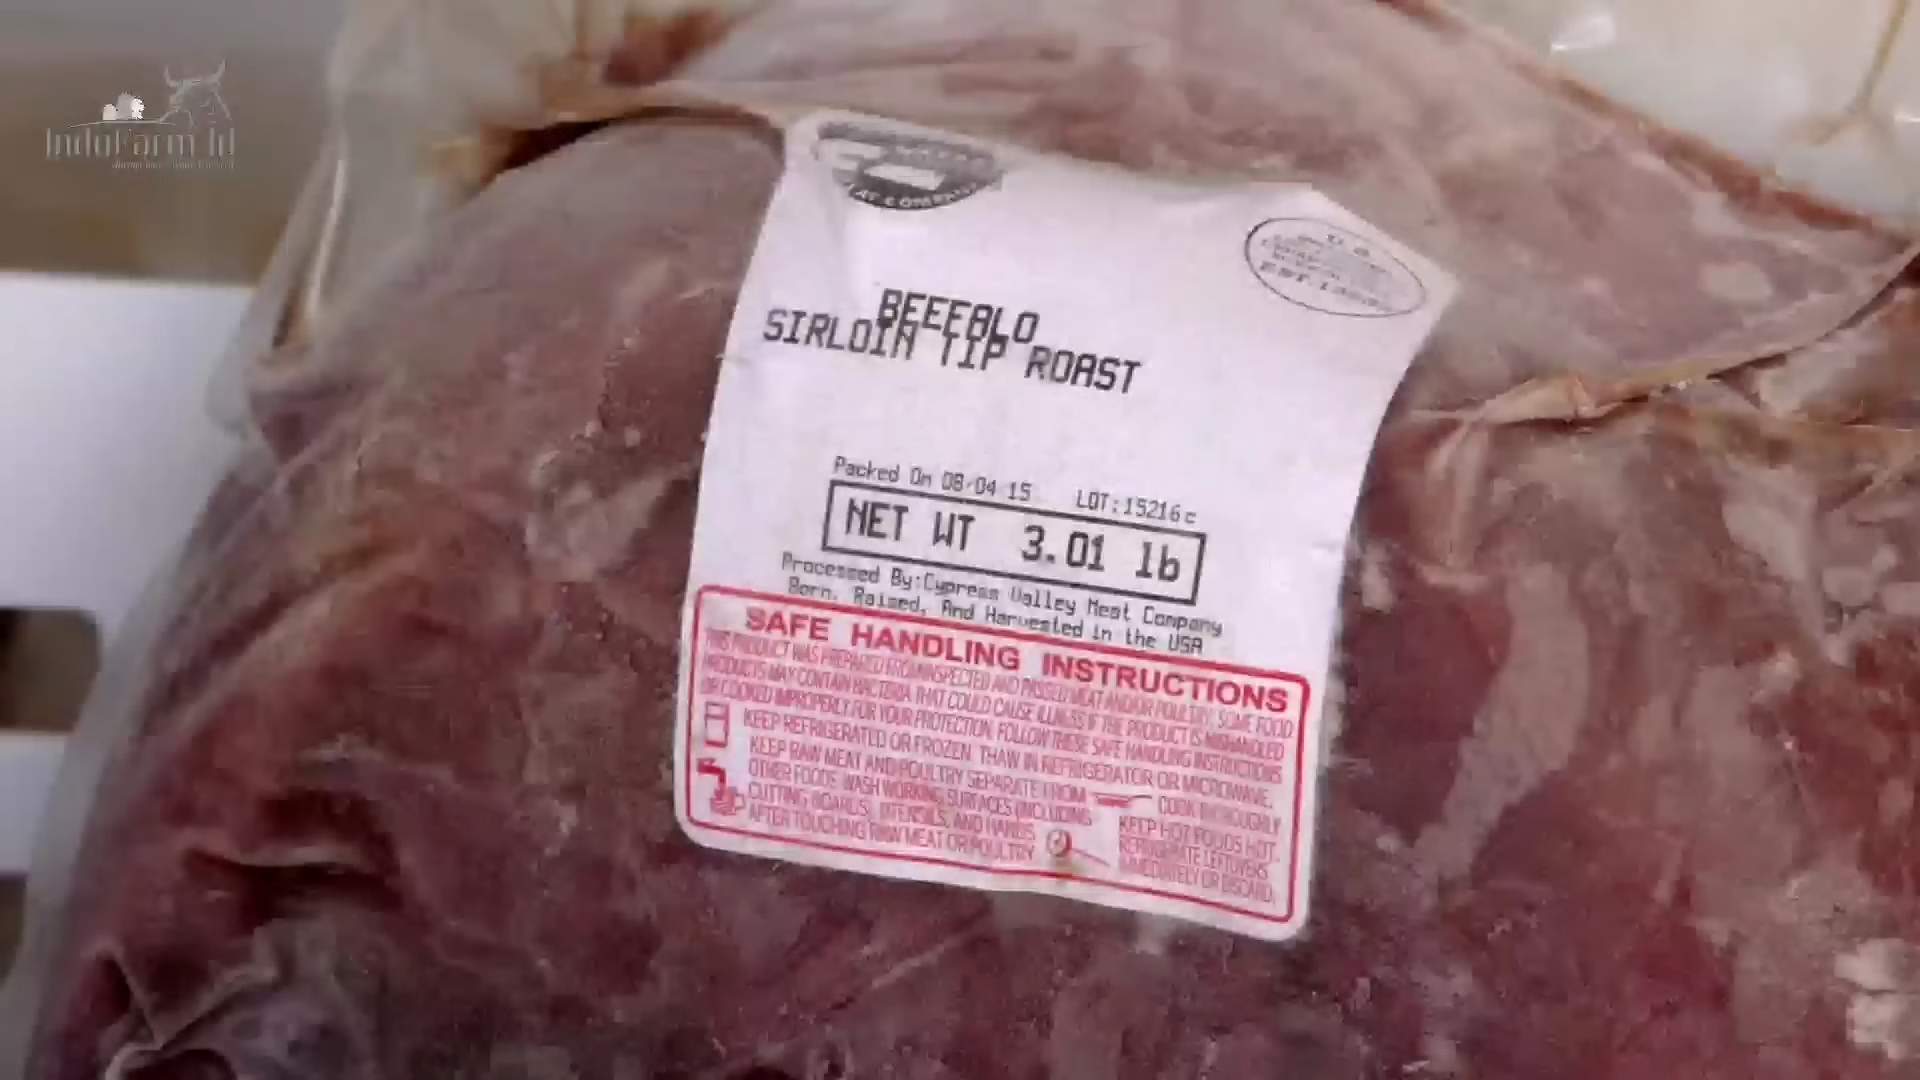 IndoFarm Id
BEEFALO
SIRLOIN TIP ROAST
Packed On 08-04-15 LOT:15216c
NET WT 3.01 lb
Processed By:Cypress Valley Meat Company
Born, Raised, And Harvested in the USA
SAFE HANDLING INSTRUCTIONS
THIS PRODUCT WAS PREPARED FROM INSPECTED AND PASSED MEAT AND/OR POULTRY. SOME FOOD
PRODUCTS MAY CONTAIN BACTERIA THAT COULD CAUSE ILLNESS IF THE PRODUCT IS MISHANDLED
OR COOKED IMPROPERLY. FOR YOUR PROTECTION, FOLLOW THESE SAFE HANDLING INSTRUCTIONS.
KEEP REFRIGERATED OR FROZEN. THAW IN REFRIGERATOR OR MICROWAVE.
KEEP RAW MEAT AND POULTRY SEPARATE FROM
OTHER FOODS. WASH WORKING SURFACES (INCLUDING
CUTTING BOARDS), UTENSILS, AND HANDS
AFTER TOUCHING RAW MEAT OR POULTRY.
COOK THOROUGHLY.
KEEP HOT FOODS HOT.
REFRIGERATE LEFTOVERS
IMMEDIATELY OR DISCARD.